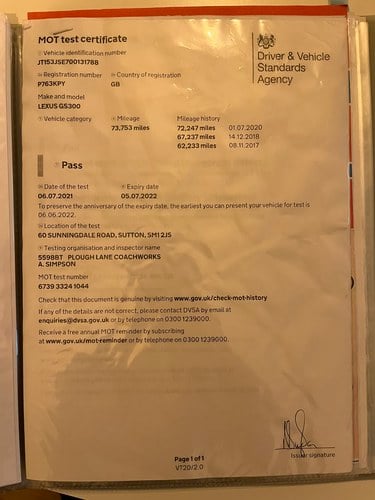 MOT test certificate
Driver & Vehicle
Standards
Agency
Vehicle identification number
JT153JSE700131788
Registration number
Country of registration
P763KPY
GB
Make and model
LEXUS GS300
Vehicle category
Mileage
Mileage history
73,753 miles
72,247 miles 01.07.2020
67,237 miles 14.12.2018
62,233 miles 08.11.2017
Pass
Date of the test
Expiry date
06.07.2021
05.07.2022
To preserve the anniversary of the expiry date, the earliest you can present your vehicle for test is
06.06.2022.
Location of the test
60 SUNNINGDALE ROAD, SUTTON, SM1 2JS
Testing organisation and inspector name
5598BT PLOUGH LANE COACHWORKS
A. SIMPSON
MOT test number
6739 3324 1044
Check that this document is genuine by visiting www.gov.uk/check-mot-history
If any of the details are not correct, please contact DVSA by email at
enquiries@dvsa.gov.uk or by telephone on 0300 1239000.
Receive a free annual MOT reminder by subscribing
at www.gov.uk/mot-reminder or by telephone on 0300 1239000.
Issuer signature
Page 1 of 1
VT20/2.0